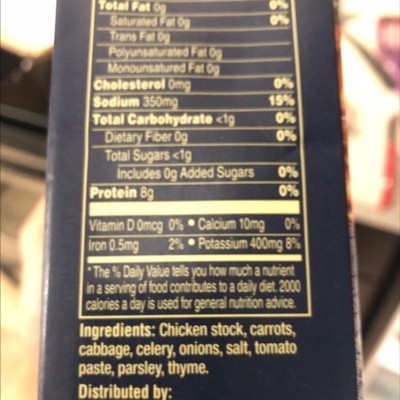 Total Fat 0g 0%
Saturated Fat 0g 0%
Trans Fat 0g
Polyunsaturated Fat 0g
Monounsatured Fat 0g
Cholesterol 0mg 0%
Sodium 350mg 15%
Total Carbohydrate <1g 0%
Dietary Fiber 0g 0%
Total Sugars <1g
Includes 0g Added Sugars 0%
Protein 8g 0%
Vitamin D 0mcg 0% • Calcium 10mg 0%
Iron 0.5mg 2% • Potassium 400mg 8%
*The % Daily Value tells you how much a nutrient
in a serving of food contributes to a daily diet. 2000
calories a day is used for general nutrition advice.
Ingredients: Chicken stock, carrots,
cabbage, celery, onions, salt, tomato
paste, parsley, thyme.
Distributed by: